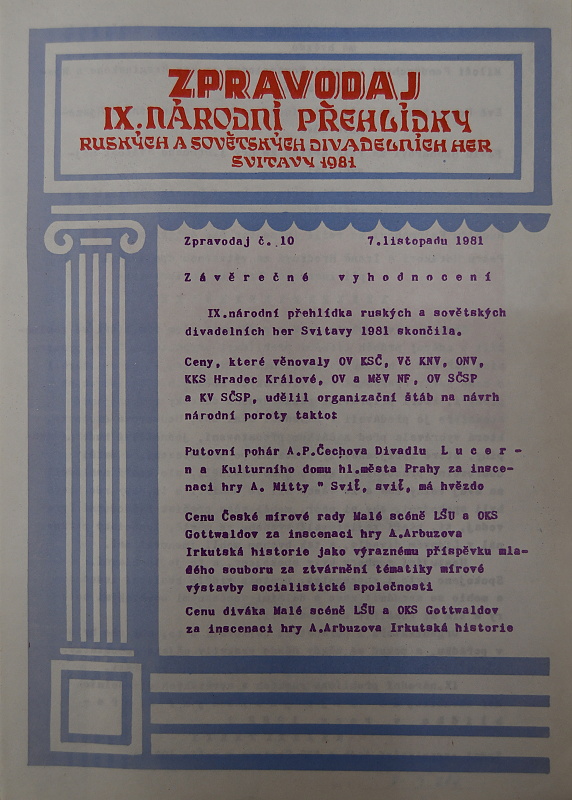 ZPRAVODAJ
IX. NÁRODNÍ PŘEHLÍDKY
RUSKÝCH A SOVĚTSKÝCH DIVADELNÍCH HER
SVITAVY 1981
Zpravodaj č. 10 7.listopadu 1981
Z á v ě r e č n é v y h o d n o c e n í
IX.národní přehlídka ruských a sovětských
divadelních her Svitavy 1981 skončila.
Ceny, které věnovaly OV KSČ, Vč KNV, ONV,
KKS Hradec Králové, OV a MěV NF, OV SČSP
a KV SČSP, udělil organizační štáb na návrh
národní poroty takto:
Putovní pohár A.P.Čechova Divadlu L u c e r -
n a Kulturního domu hl.města Prahy za insce-
naci hry A. Mitty " Sviť, sviť, má hvězdo
Cenu České mírové rady Malé scéně LŠU a OKS
Gottwaldov za inscenaci hry A.Arbuzova
Irkutská historie jako výraznému příspěvku mla-
dého souboru za ztvárnění tématiky mírové
výstavby socialistické společnosti
Cenu diváka Malé scéně LŠU a OKS Gottwaldov
za inscenaci hry A.Arbuzova Irkutská historie